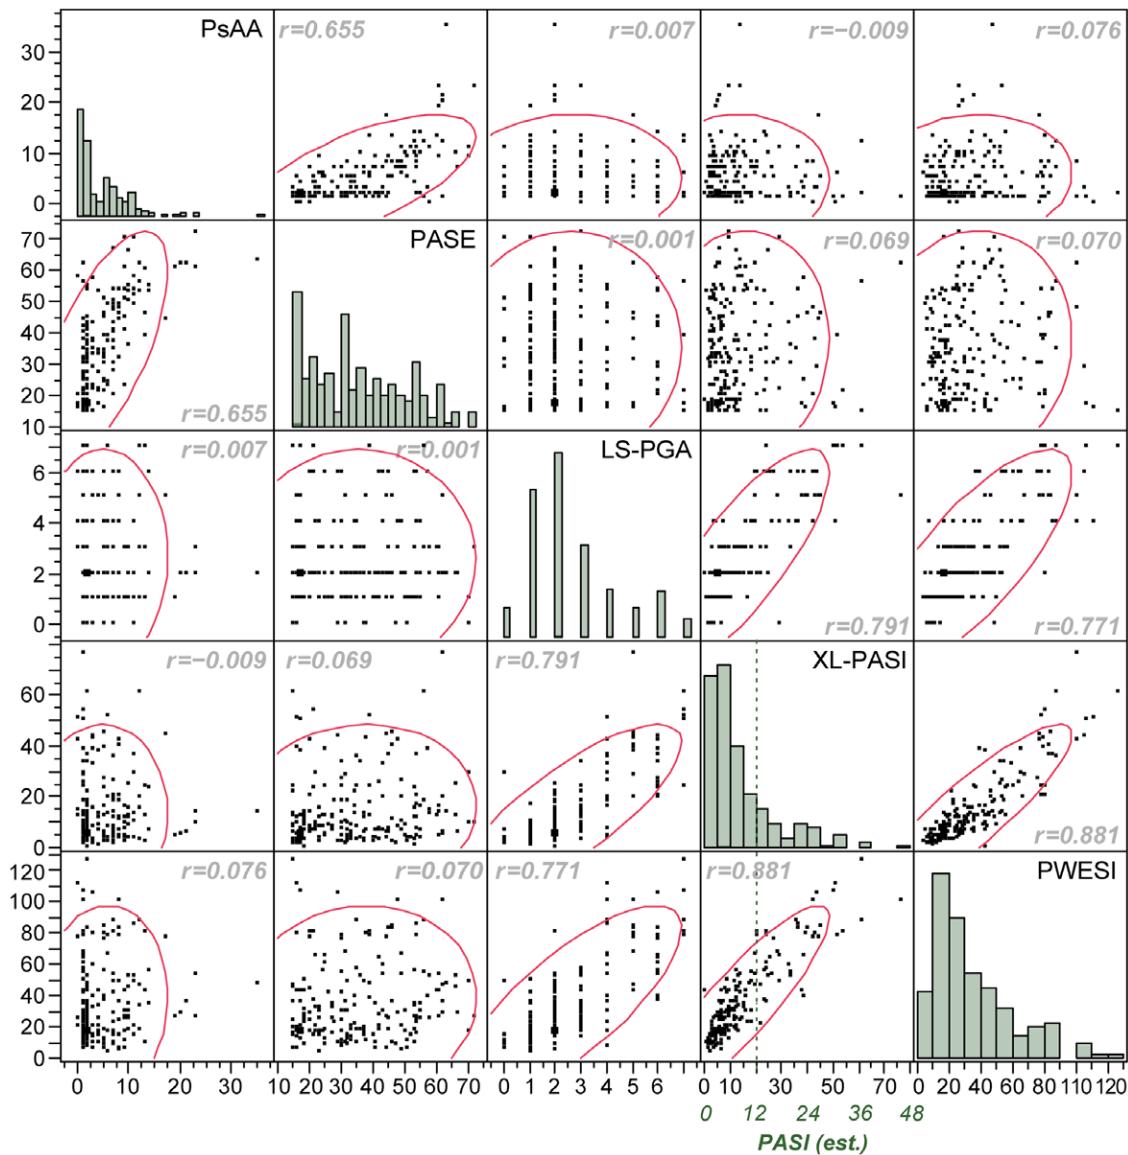 PsAA r=0.655 r=0.007 r=−0.009 r=0.076
30
20
10
0
PASE r=0.001 r=0.069 r=0.070
70
60
50
40
30
20
10
r=0.655
r=0.007 r=0.001 LS-PGA
6
4
2
0
r=0.791 r=0.771
r=−0.009 r=0.069 r=0.791 XL-PASI
60
40
20
0
r=0.881
r=0.076 r=0.070 r=0.771 r=0.881 PWESI
120
100
80
60
40
20
0
0 10 20 30 10 20 30 40 50 60 70 0 1 2 3 4 5 6 0 10 30 50 70 0 20 40 60 80 110
0 12 24 36 48
PASI (est.)